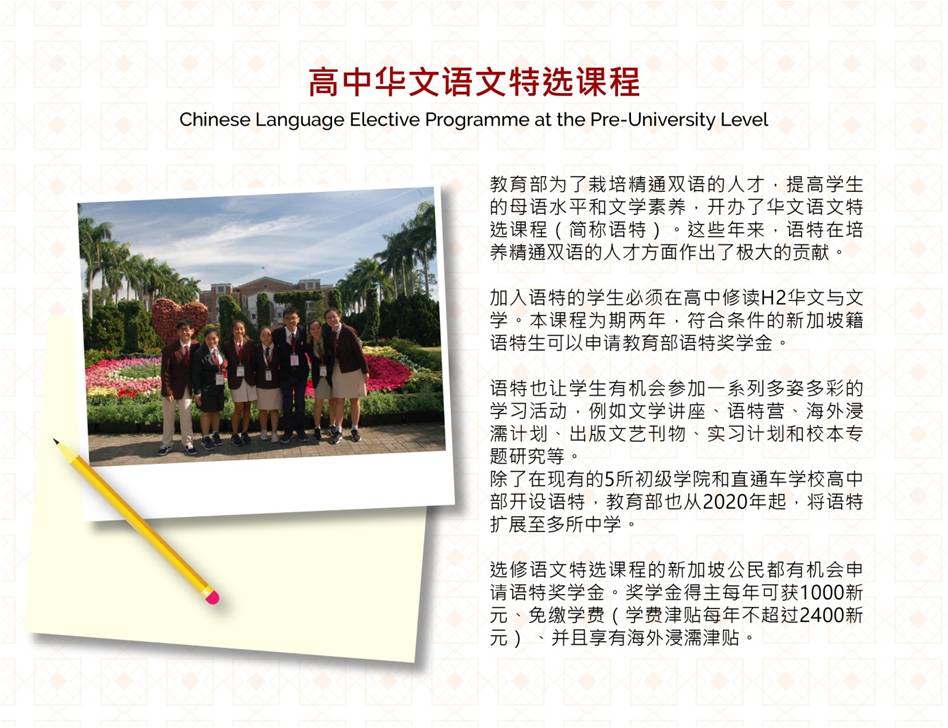 高中华文语文特选课程
Chinese Language Elective Programme at the Pre-University Level
教育部为了栽培精通双语的人才，提高学生
的母语水平和文学素养，开办了华文语文特
选课程（简称语特）。这些年来，语特在培
养精通双语的人才方面作出了极大的贡献。
加入语特的学生必须在高中修读H2华文与文
学。本课程为期两年，符合条件的新加坡籍
语特生可以申请教育部语特奖学金。
语特也让学生有机会参加一系列多姿多彩的
学习活动，例如文学讲座、语特营、海外浸
濡计划、出版文艺刊物、实习计划和校本专
题研究等。
除了在现有的5所初级学院和直通车学校高中
部开设语特，教育部也从2020年起，将语特
扩展至多所中学。
选修语文特选课程的新加坡公民都有机会申
请语特奖学金。奖学金得主每年可获1000新
元、免缴学费（学费津贴每年不超过2400新
元）、并且享有海外浸濡津贴。